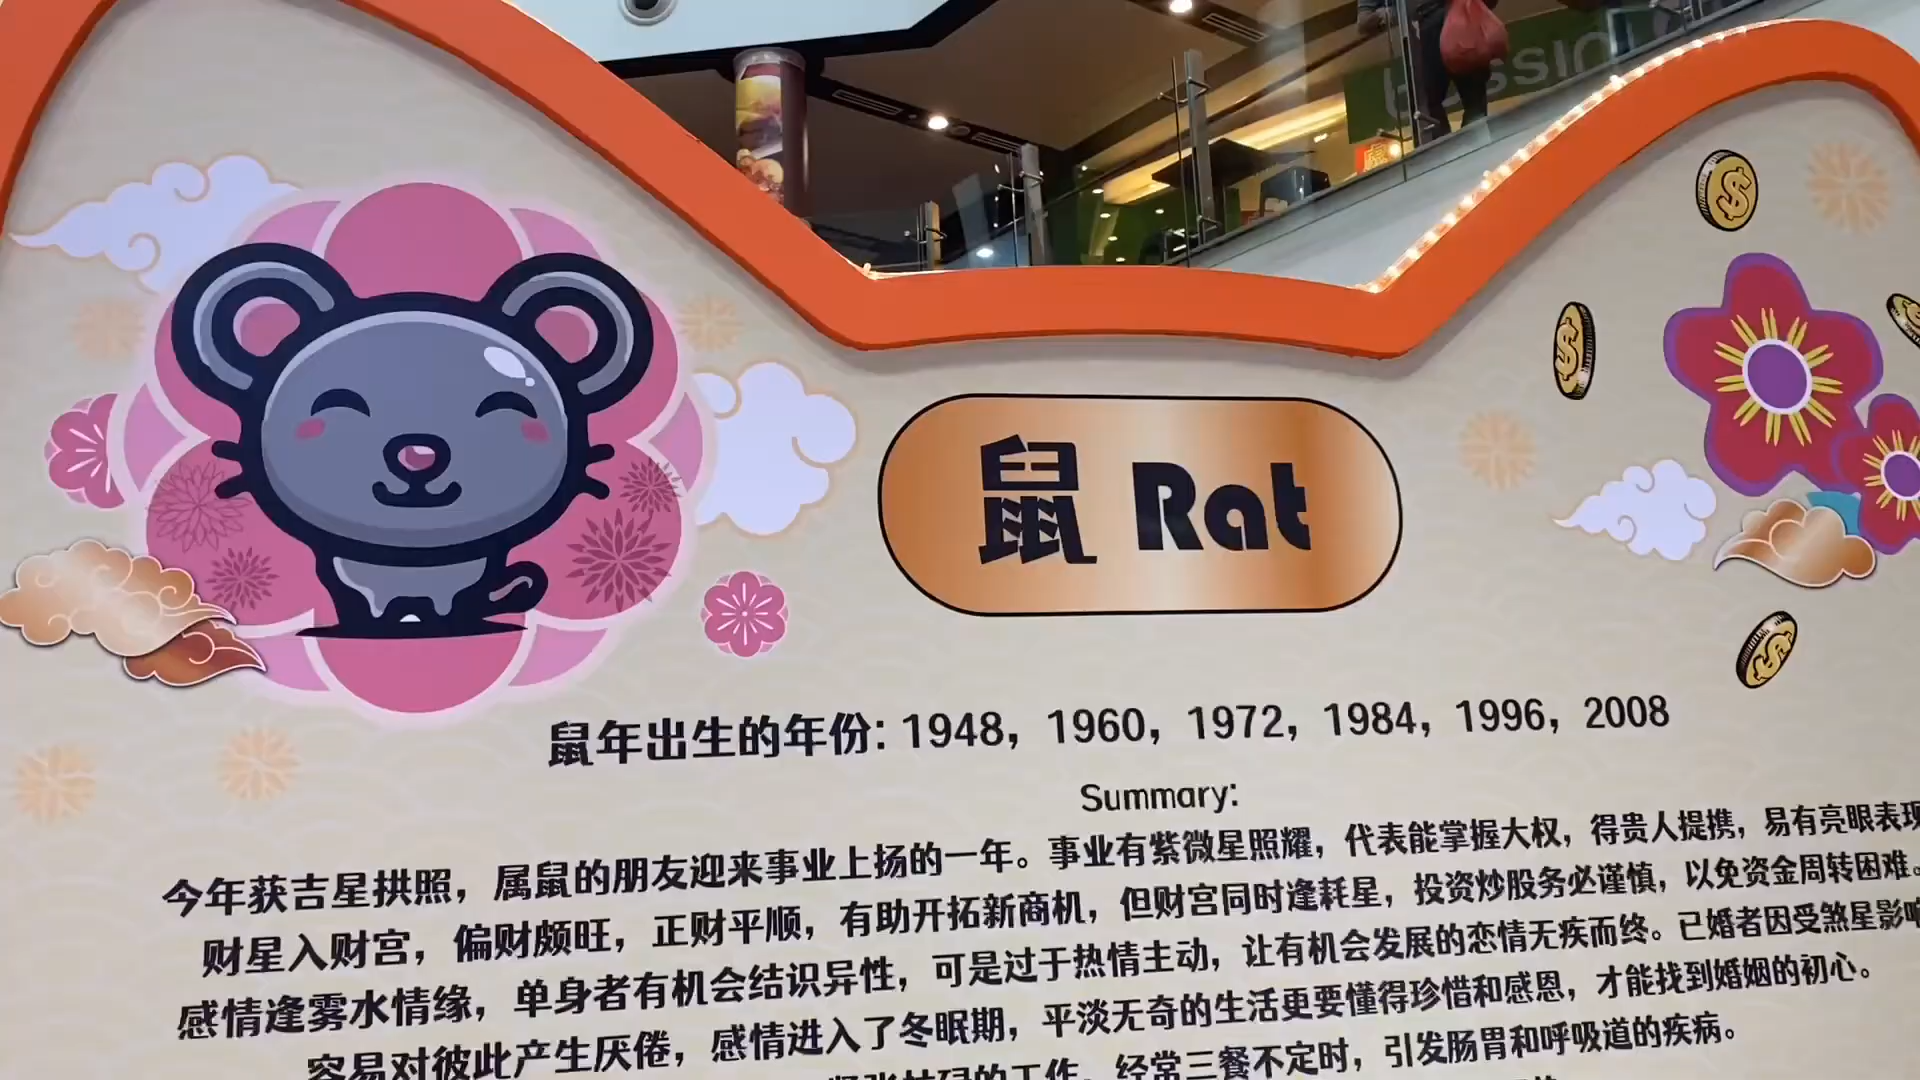 bossini
鼠 Rat
鼠年出生的年份: 1948, 1960, 1972, 1984, 1996, 2008
Summary:
今年获吉星拱照，属鼠的朋友迎来事业上扬的一年。事业有紫微星照耀，代表能掌握大权，得贵人提携，易有亮眼表现
财星入财宫，偏财颇旺，正财平顺，有助开拓新商机，但财宫同时逢耗星，投资炒股务必谨慎，以免资金周转困难。
感情逢雾水情缘，单身者有机会结识异性，可是过于热情主动，让有机会发展的恋情无疾而终。已婚者因受煞星影响
容易对彼此产生厌倦，感情进入了冬眠期，平淡无奇的生活更要懂得珍惜和感恩，才能找到婚姻的初心。
的工作，经常三餐不定时，引发肠胃和呼吸道的疾病。